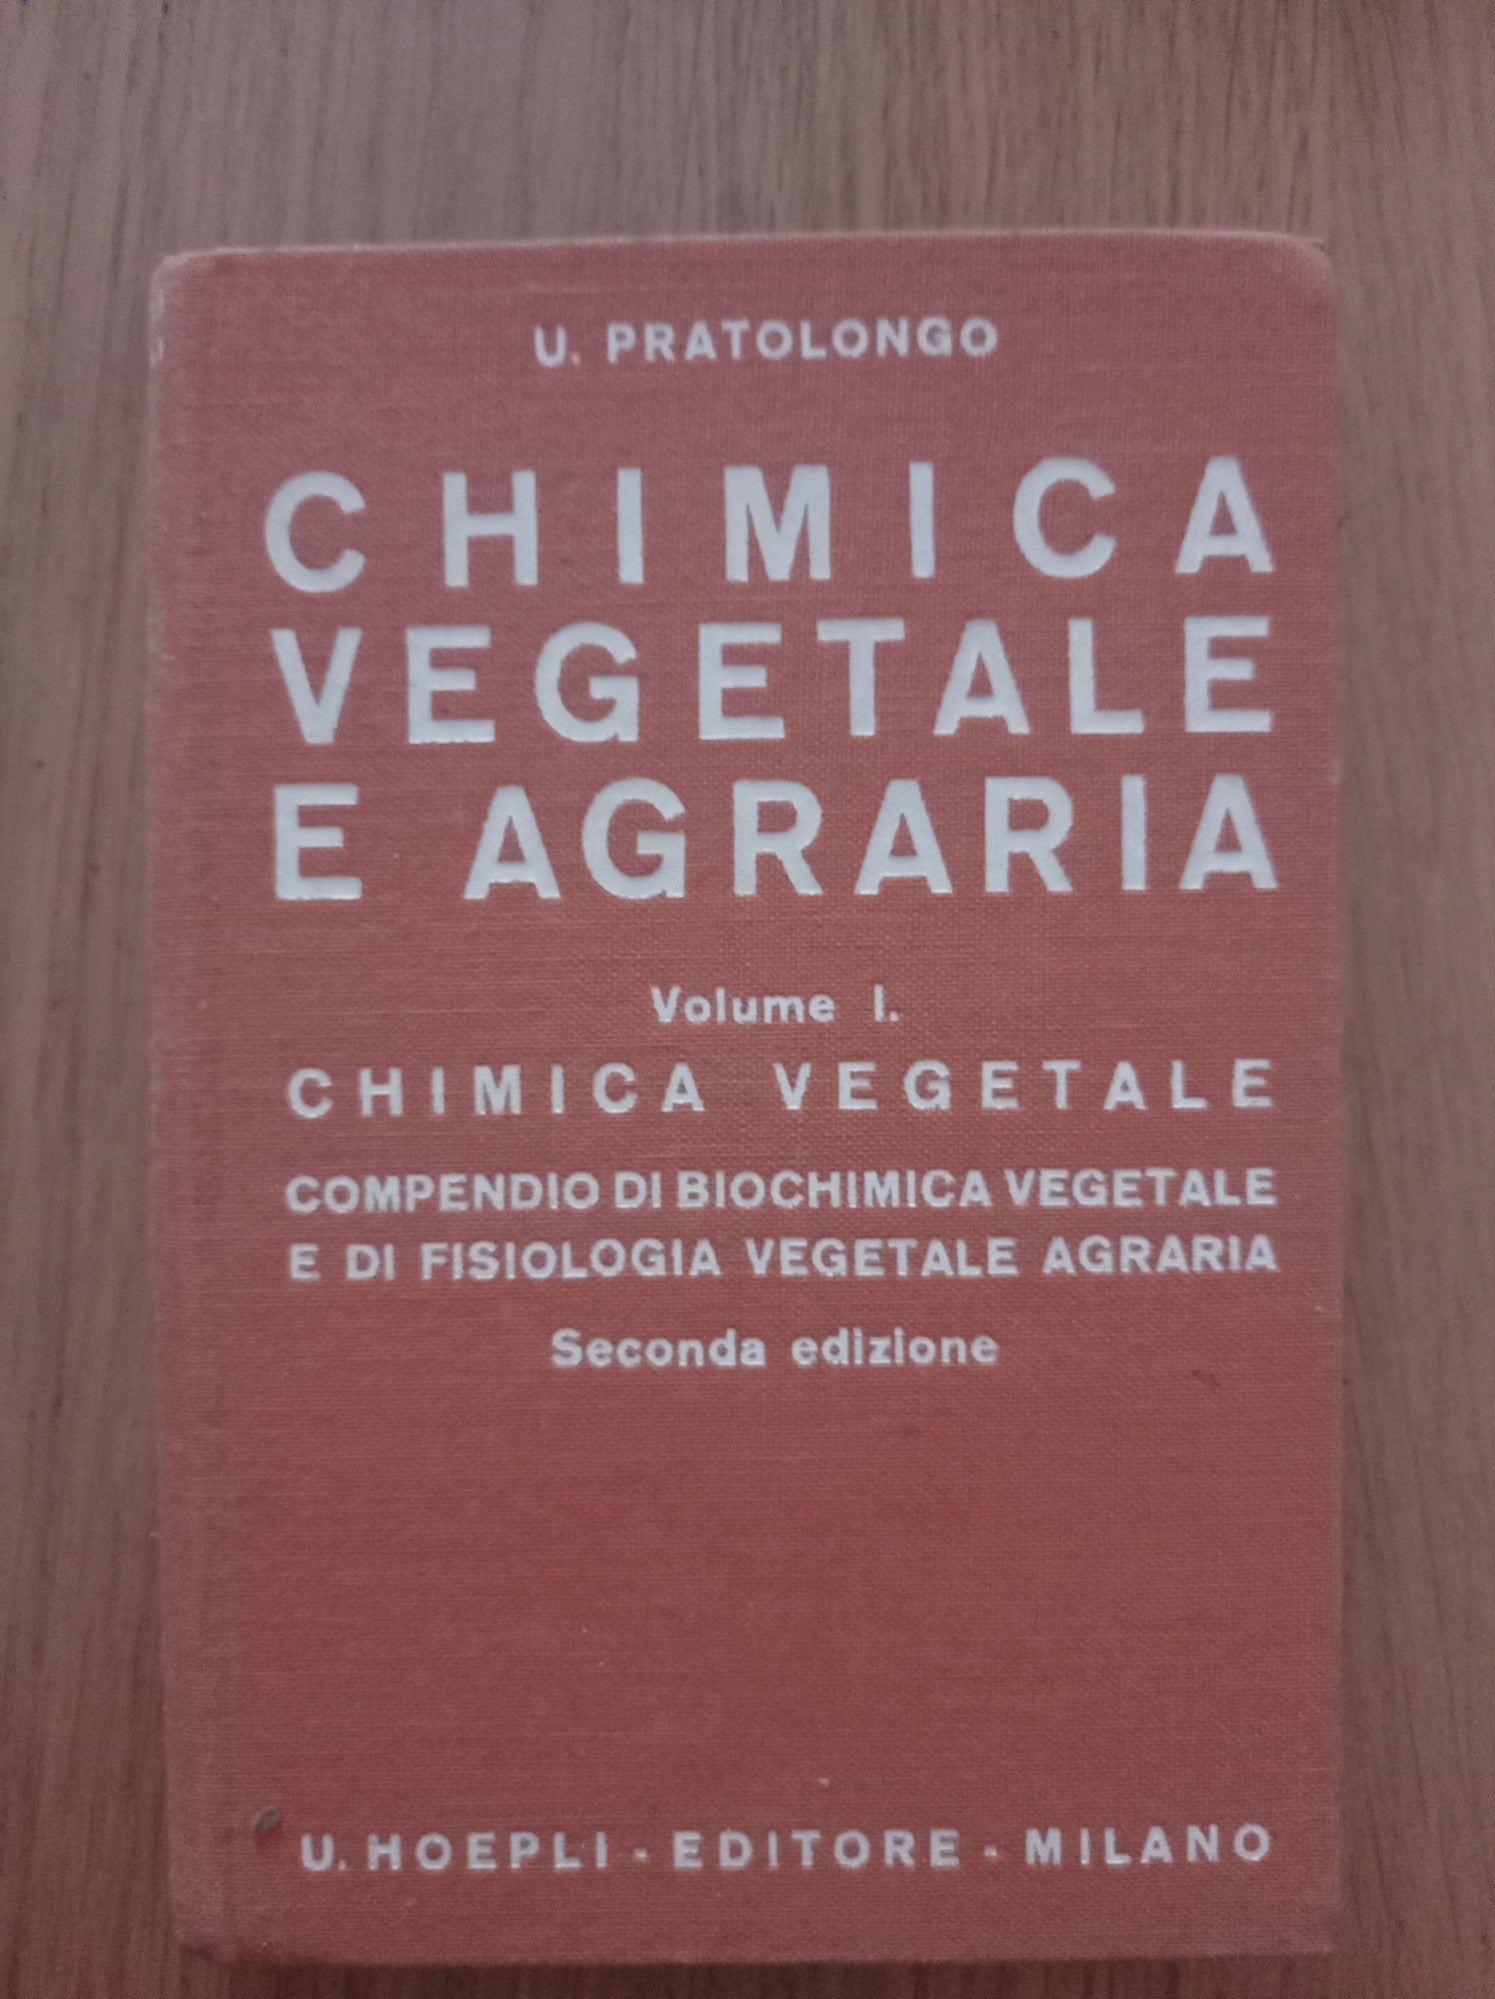 U. PRATOLONGO
CHIMICA
VEGETALE
E AGRARIA
Volume I.
CHIMICA VEGETALE
COMPENDIO DI BIOCHIMICA VEGETALE
E DI FISIOLOGIA VEGETALE AGRARIA
Seconda edizione
U. HOEPLI - EDITORE - MILANO